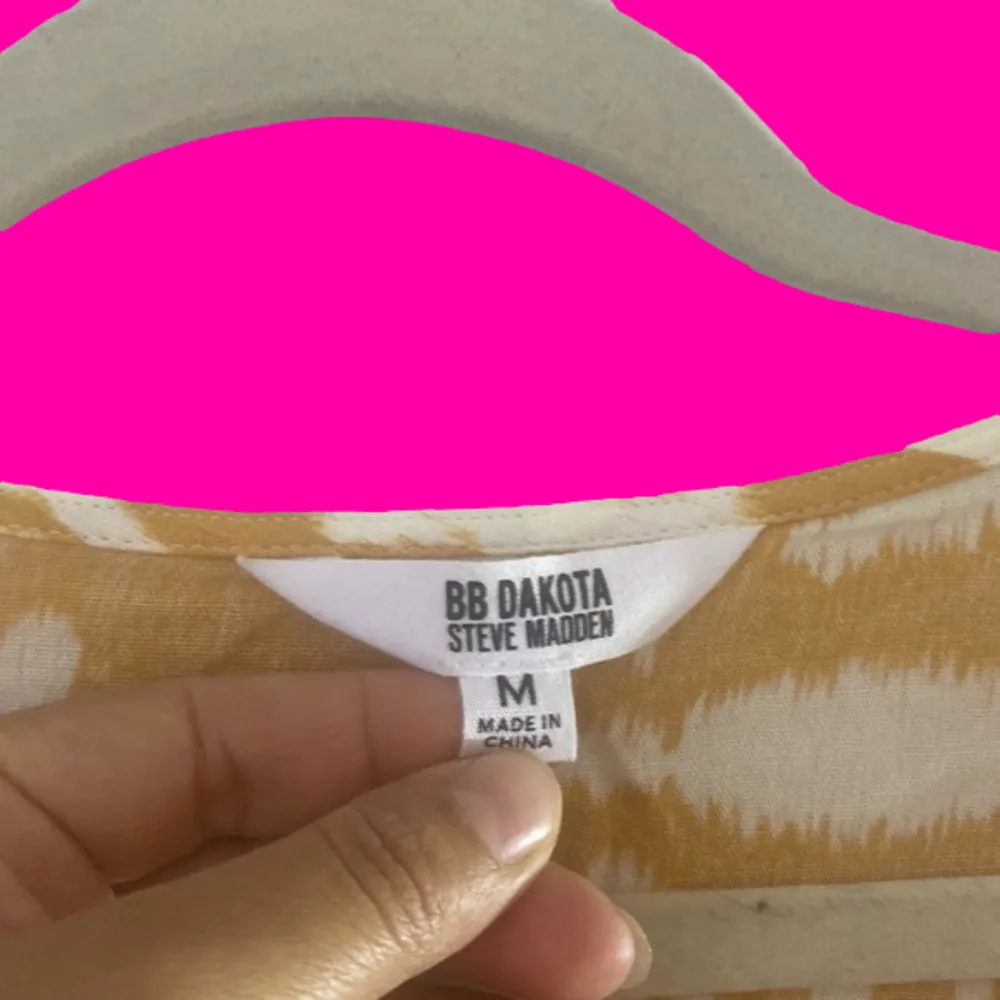 BB DAKOTA
STEVE MADDEN
M
MADE IN
CHINA